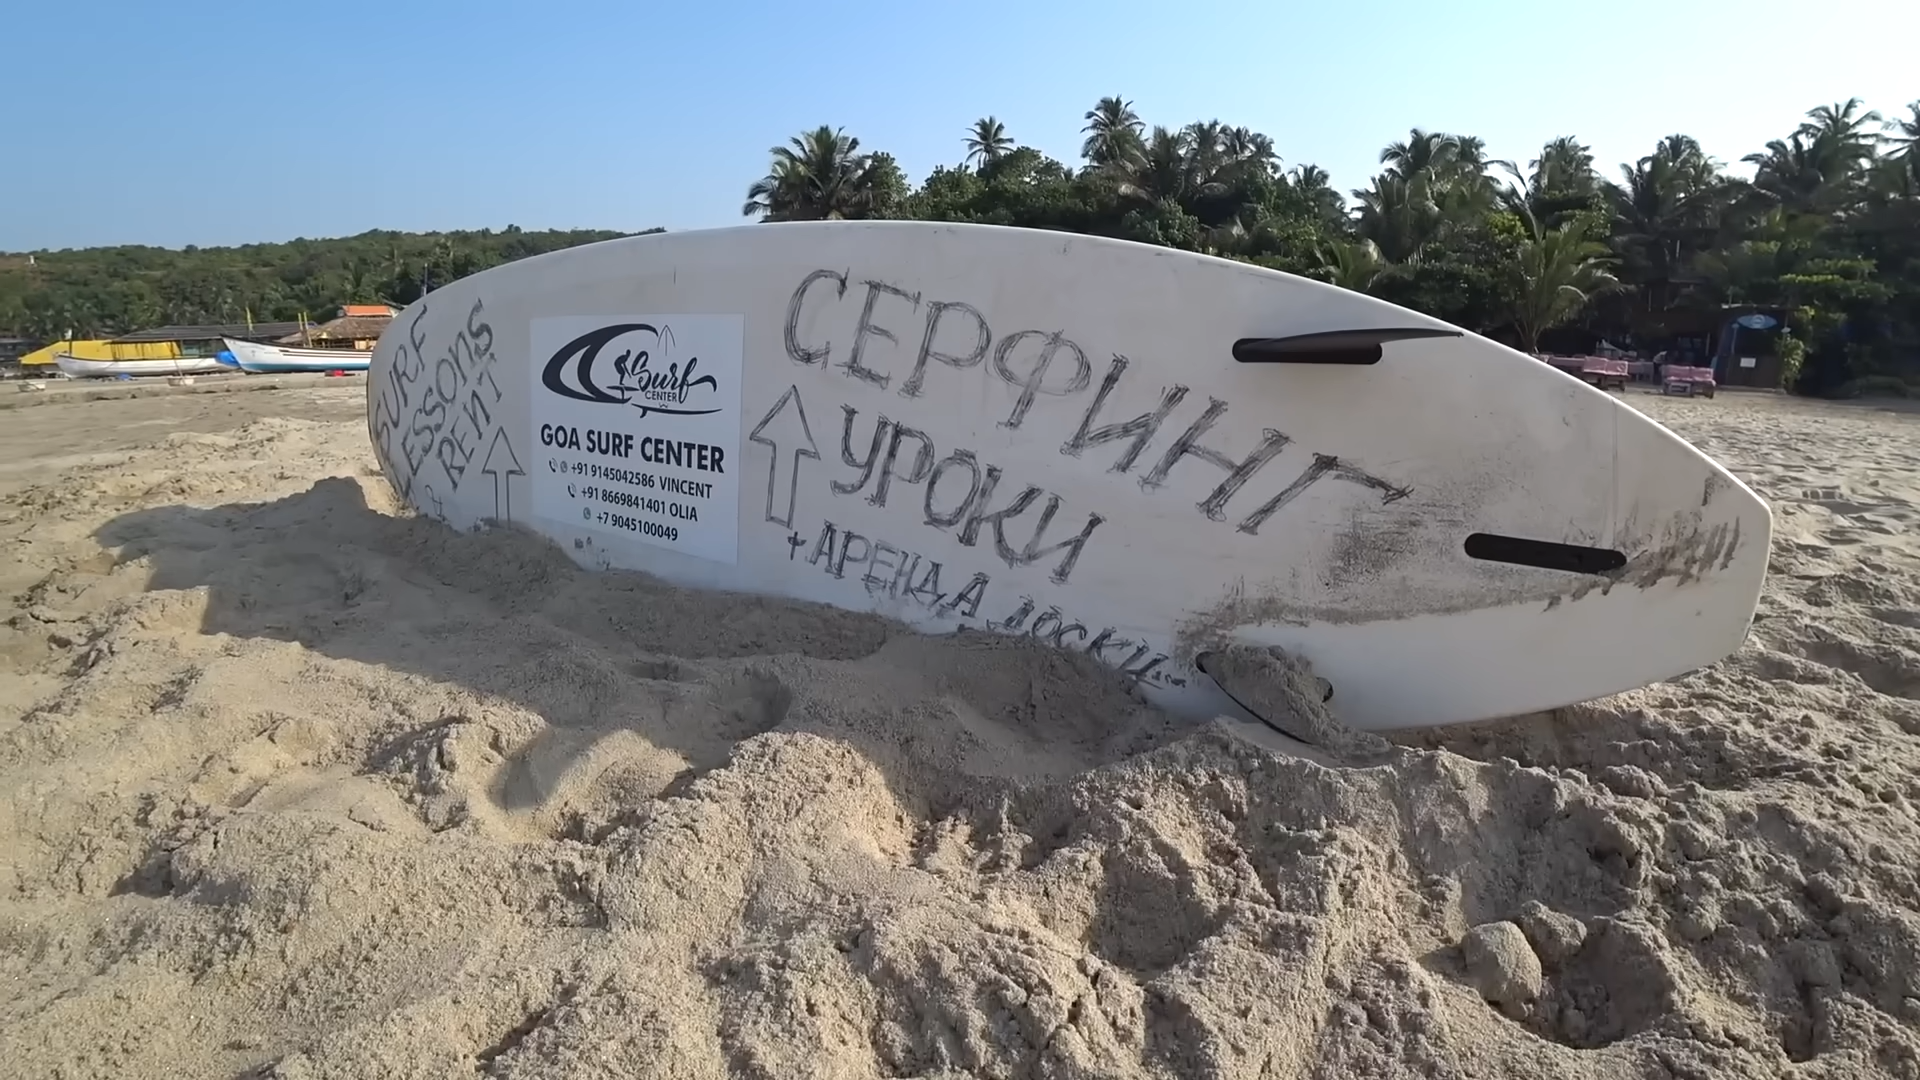 SURF
LESSONS
RENT
Surf
CENTER
GOA SURF CENTER
+91 9145042586 VINCENT
+91 8669841401 OLIA
+7 9045100049
СЕРФИНГ
УРОКИ
+ АРЕНДА ДОСКИ